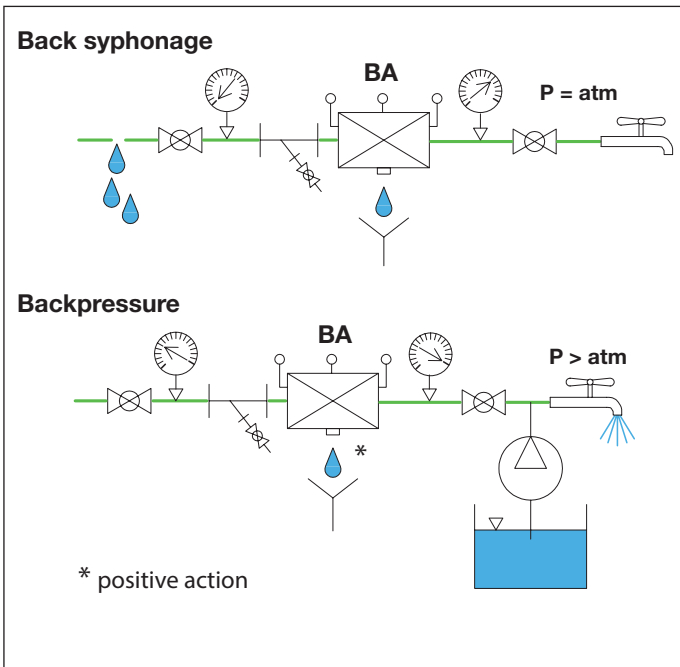 Back syphonage
BA
P = atm
Backpressure
BA
P > atm
*
* positive action